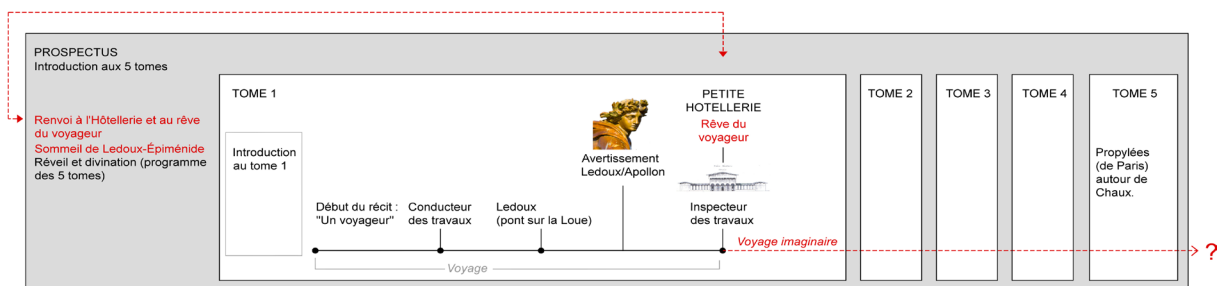 PROSPECTUS
Introduction aux 5 tomes
Renvoi à l'Hôtellerie et au rêve
du voyageur
Sommeil de Ledoux-Épiménide
Réveil et divination (programme
des 5 tomes)
TOME 1
Introduction
au tome 1
Début du récit :
"Un voyageur"
Conducteur
des travaux
Ledoux
(pont sur la Loue)
Avertissement
Ledoux/Apollon
PETITE
HOTELLERIE
Rêve du
voyageur
Inspecteur
des travaux
Voyage
Voyage imaginaire
TOME 2
TOME 3
TOME 4
TOME 5
Propylées
(de Paris)
autour de
Chaux.
?